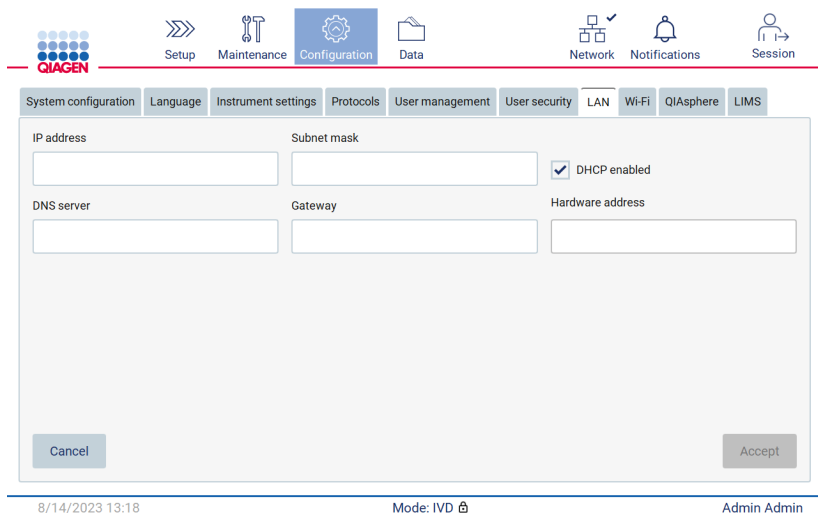 QIAGEN
Setup Maintenance Configuration Data Network Notifications Session
System configuration Language Instrument settings Protocols User management User security LAN Wi-Fi QIAsphere LIMS
IP address Subnet mask
DHCP enabled
DNS server Gateway Hardware address
Cancel Accept
8/14/2023 13:18 Mode: IVD Admin Admin